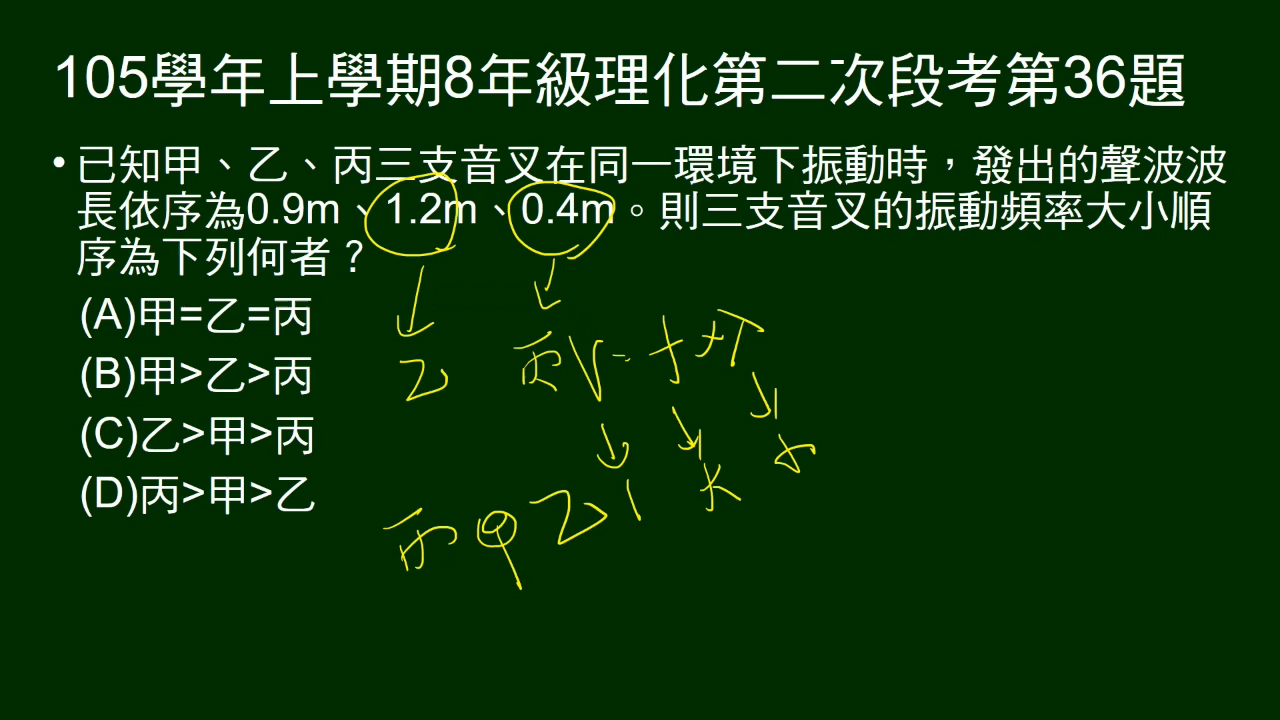 105學年上學期8年級理化第二次段考第36題
•已知甲、乙、丙三支音叉在同一環境下振動時，發出的聲波波
長依序為0.9m、1.2m、0.4m。則三支音叉的振動頻率大小順
序為下列何者？
(A)甲=乙=丙
(B)甲>乙>丙
(C)乙>甲>丙
(D)丙>甲>乙
乙 丙
丙甲乙